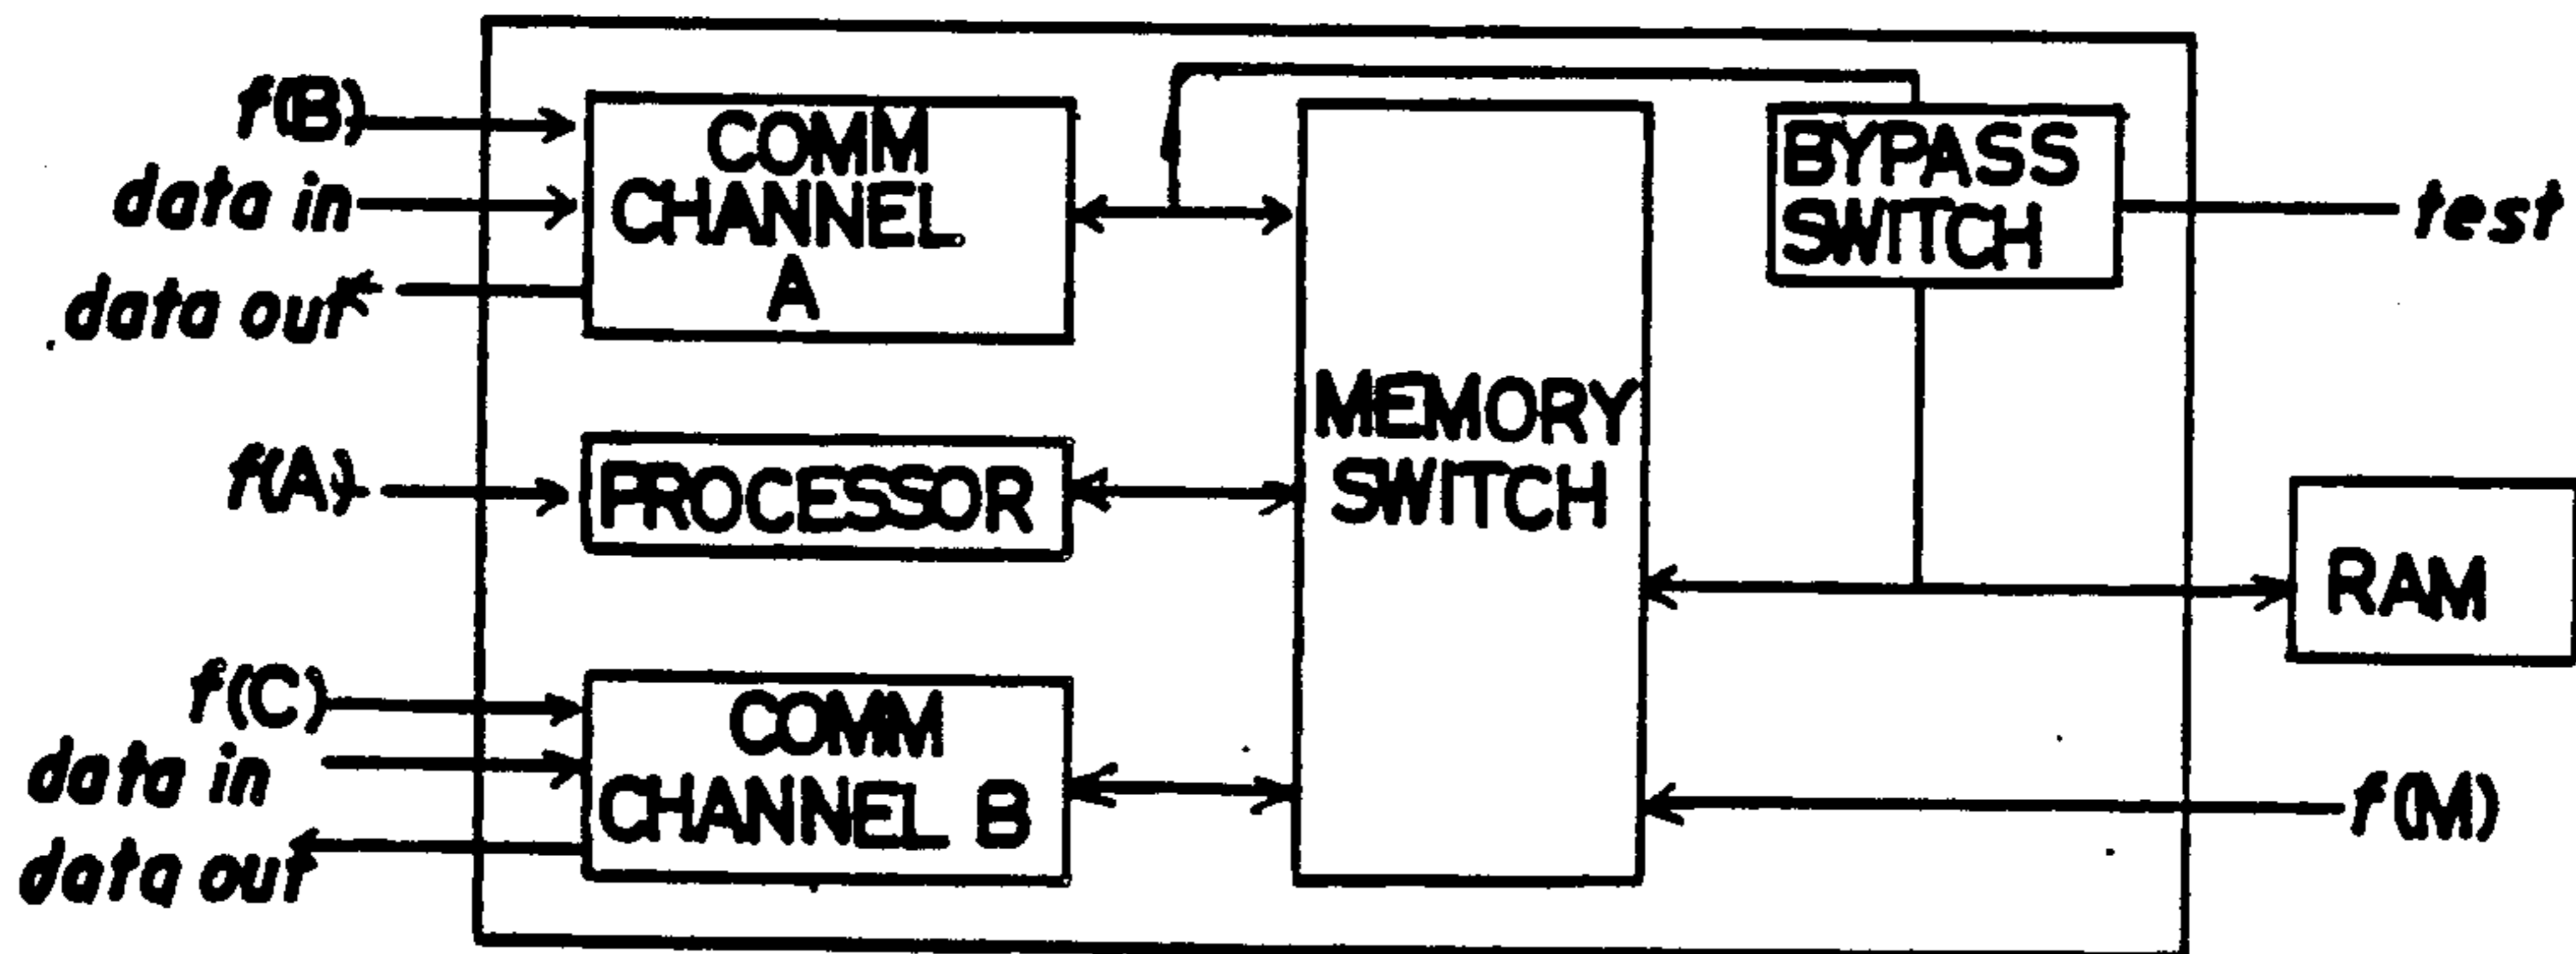 f(B)
data in
data out
COMM
CHANNEL
A
BYPASS
SWITCH
test
MEMORY
SWITCH
f(A)
PROCESSOR
RAM
f(C)
data in
data out
COMM
CHANNEL B
f(M)